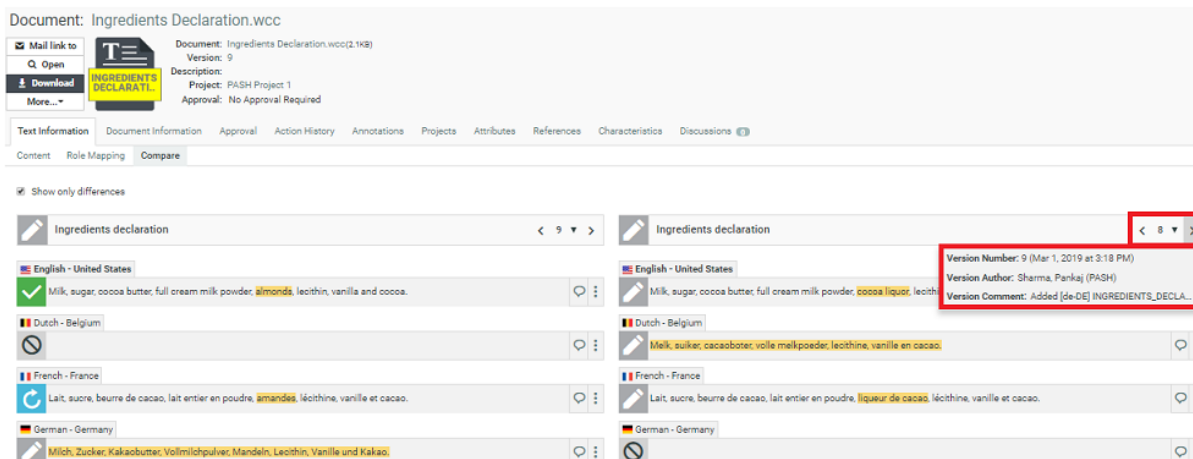 Document: Ingredients Declaration.wcc
Mail link to
Open
Download
More...
INGREDIENTS
DECLARATI..
Document: Ingredients Declaration.wcc(2.1KB)
Version: 9
Description:
Project: PASH Project 1
Approval: No Approval Required
Text Information Document Information Approval Action History Annotations Projects Attributes References Characteristics Discussions 0
Content Role Mapping Compare
Show only differences
Ingredients declaration 9
Ingredients declaration 8
Version Number: 9 (Mar 1, 2019 at 3:18 PM)
Version Author: Sharma, Pankaj (PASH)
Version Comment: Added [de-DE] INGREDIENTS_DECLA...
English - United States
Milk, sugar, cocoa butter, full cream milk powder, almonds, lecithin, vanilla and cocoa.
English - United States
Milk, sugar, cocoa butter, full cream milk powder, cocoa liquor, lecithi
Dutch - Belgium
Dutch - Belgium
Melk, suiker, cacaoboter, volle melkpoeder, lecithine, vanille en cacao.
French - France
Lait, sucre, beurre de cacao, lait entier en poudre, amandes, lécithine, vanille et cacao.
French - France
Lait, sucre, beurre de cacao, lait entier en poudre, liqueur de cacao, lécithine, vanille et cacao.
German - Germany
Milch, Zucker, Kakaobutter, Vollmilchpulver, Mandeln, Lecithin, Vanille und Kakao.
German - Germany